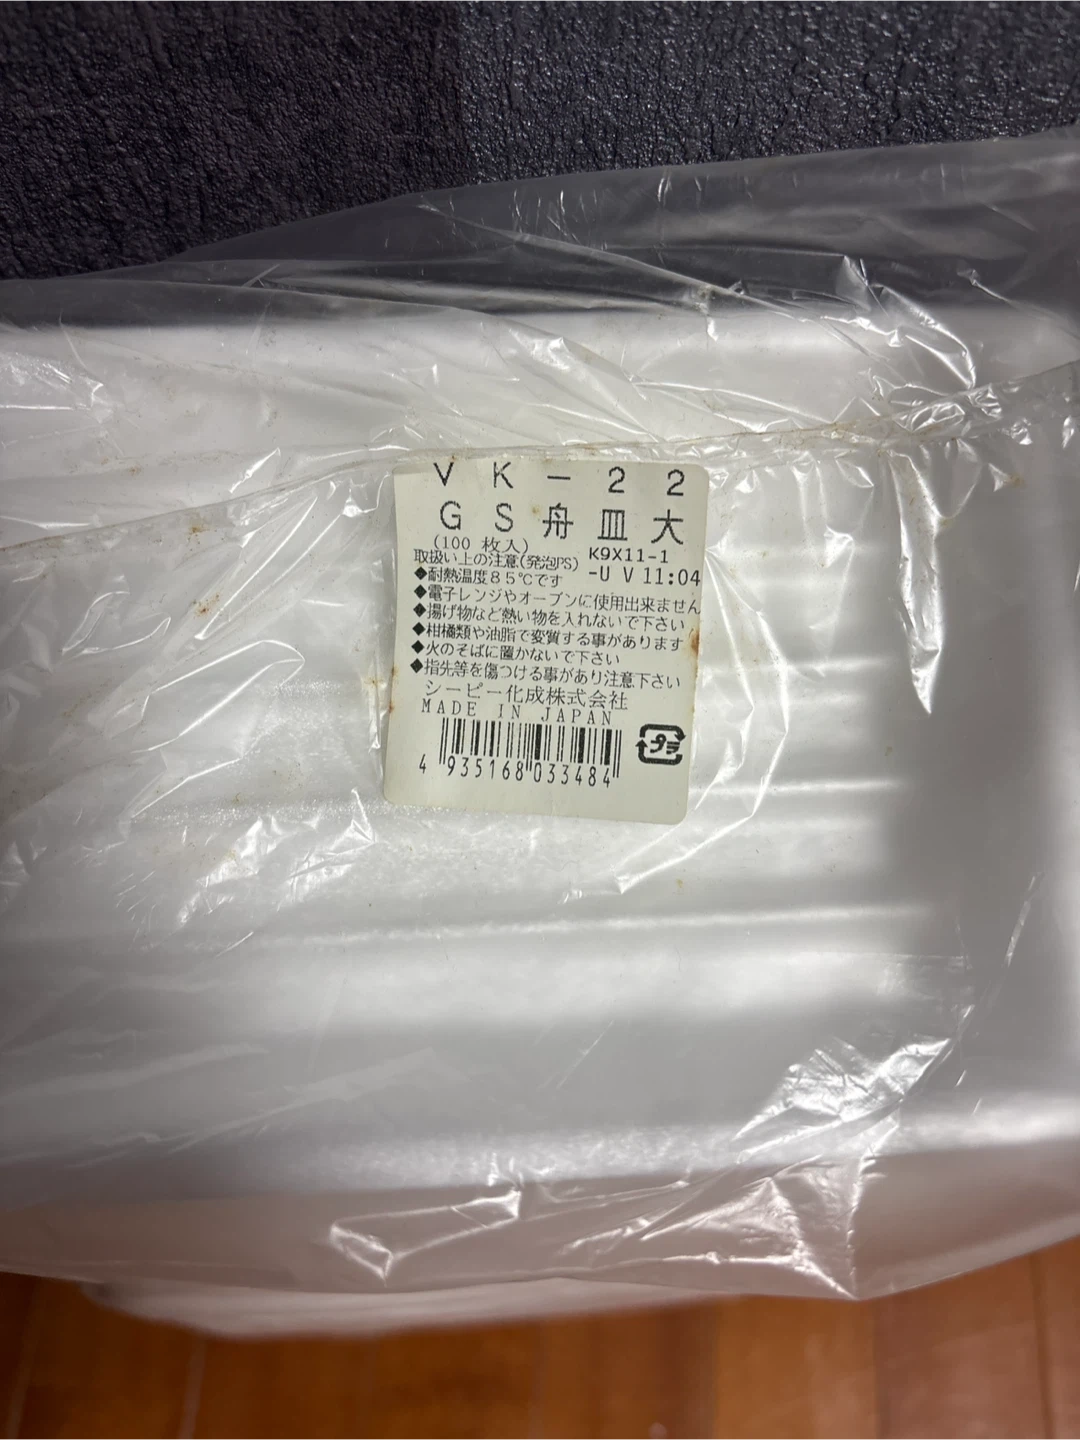 VK-22
GS舟皿大
(100 枚入)
K9X11-1
取扱い上の注意(発泡PS)
-UV 11:04
◆耐熱温度85℃です
◆電子レンジやオーブンに使用出来ません
◆揚げ物など熱い物を入れないで下さい
◆柑橘類や油脂で変質する事があります
◆火のそばに置かないで下さい
◆指先等を傷つける事があり注意下さい
シーピー化成株式会社
MADE IN JAPAN
プラ
4 935168 033484